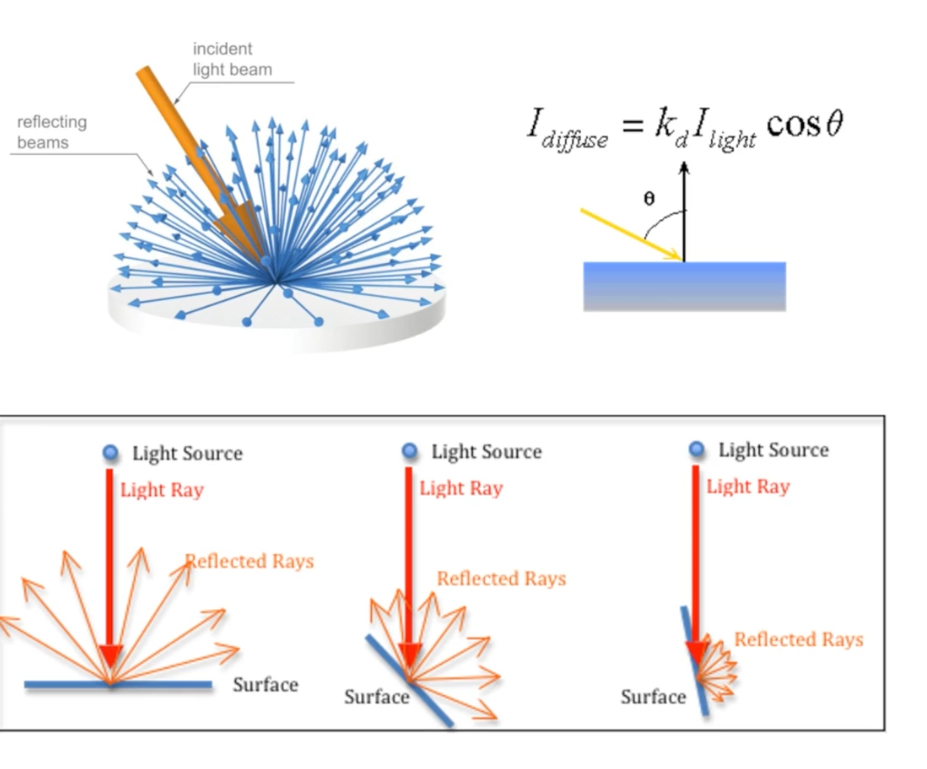 incident
light beam
reflecting
beams
I_diffuse = k_d I_light cos θ
θ
Light Source
Light Ray
Reflected Rays
Surface
Light Source
Light Ray
Reflected Rays
Surface
Light Source
Light Ray
Reflected Rays
Surface